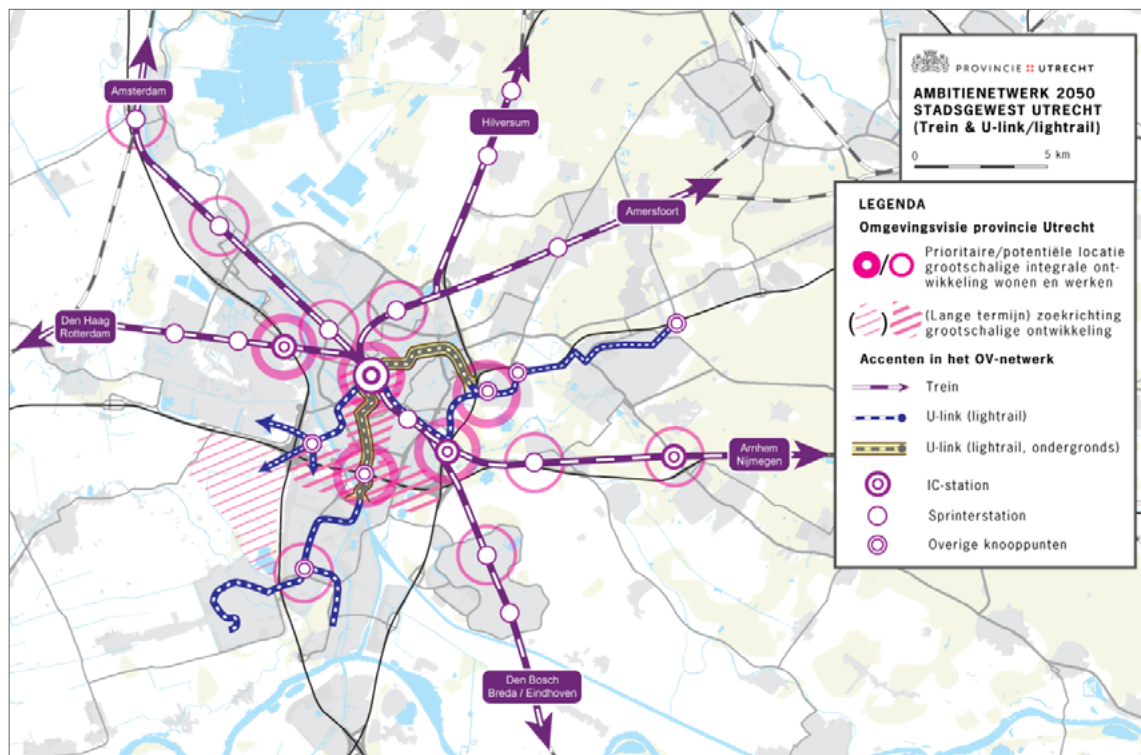 PROVINCIE UTRECHT
AMBITIENETWERK 2050
STADSGEWEST UTRECHT
(Trein & U-link/lightrail)
0 5 km
LEGENDA
Omgevingsvisie provincie Utrecht
Prioritaire/potentiële locatie
grootschalige integrale ont-
wikkeling wonen en werken
(Lange termijn) zoekrichting
grootschalige ontwikkeling
Accenten in het OV-netwerk
Trein
U-link (lightrail)
U-link (lightrail, ondergronds)
IC-station
Sprinterstation
Overige knooppunten
Amsterdam
Hilversum
Amersfoort
Den Haag
Rotterdam
Arnhem
Nijmegen
Den Bosch
Breda / Eindhoven